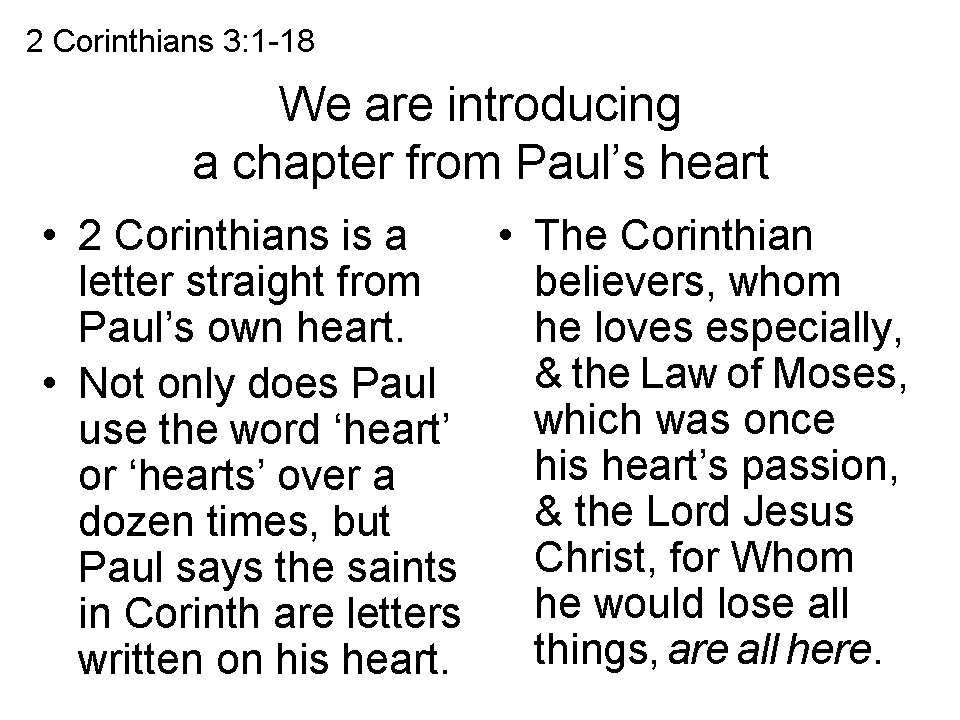 2 Corinthians 3:1-18
We are introducing
a chapter from Paul’s heart
• 2 Corinthians is a
letter straight from
Paul’s own heart.
• Not only does Paul
use the word ‘heart’
or ‘hearts’ over a
dozen times, but
Paul says the saints
in Corinth are letters
written on his heart.
• The Corinthian
believers, whom
he loves especially,
& the Law of Moses,
which was once
his heart’s passion,
& the Lord Jesus
Christ, for Whom
he would lose all
things, are all here.